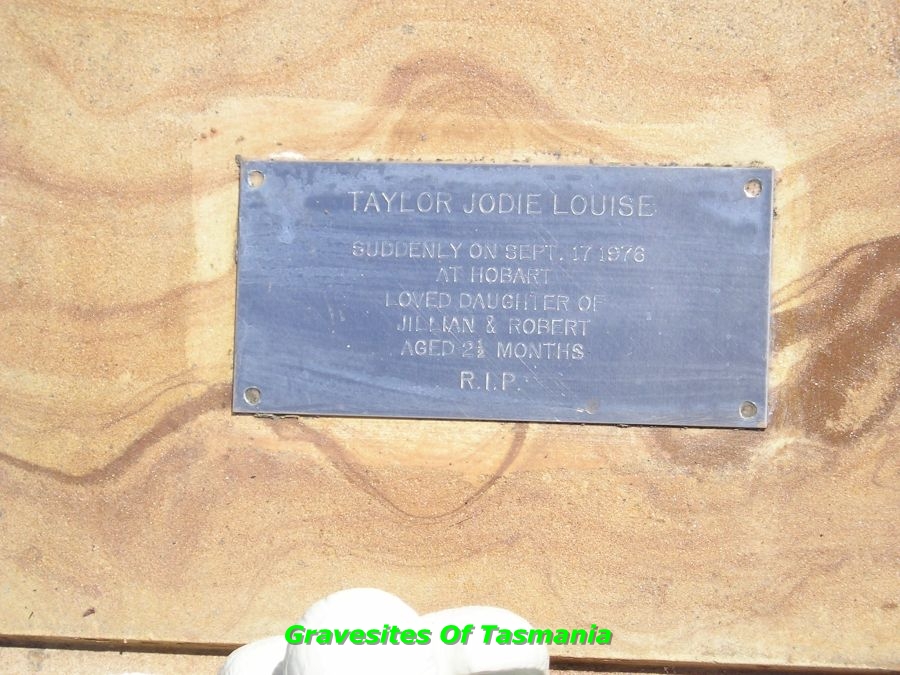 TAYLOR JODIE LOUISE
SUDDENLY ON SEPT. 17 1976
AT HOBART
LOVED DAUGHTER OF
JILLIAN & ROBERT
AGED 2½ MONTHS
R.I.P.
Gravesites Of Tasmania